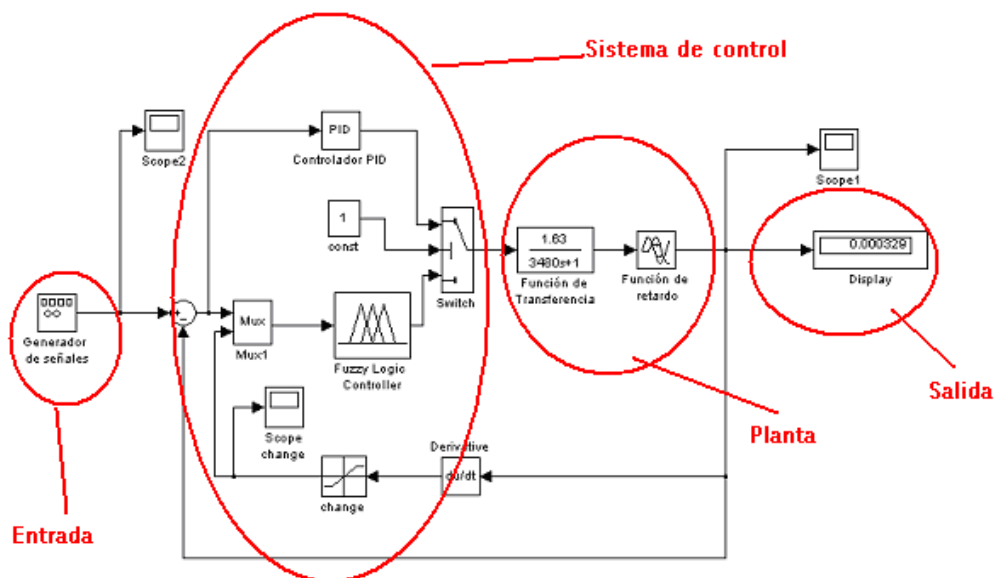 Sistema de control
Scope2
PID
Controlador PID
Scope1
1
const
1.63
3480s+1
Función de
Transferencia
Función de
retardo
0.000329
Display
Switch
Generador
de señales
+
-
Mux
Mux1
Fuzzy Logic
Controller
Salida
Planta
Scope
change
Derivative
du/dt
change
Entrada